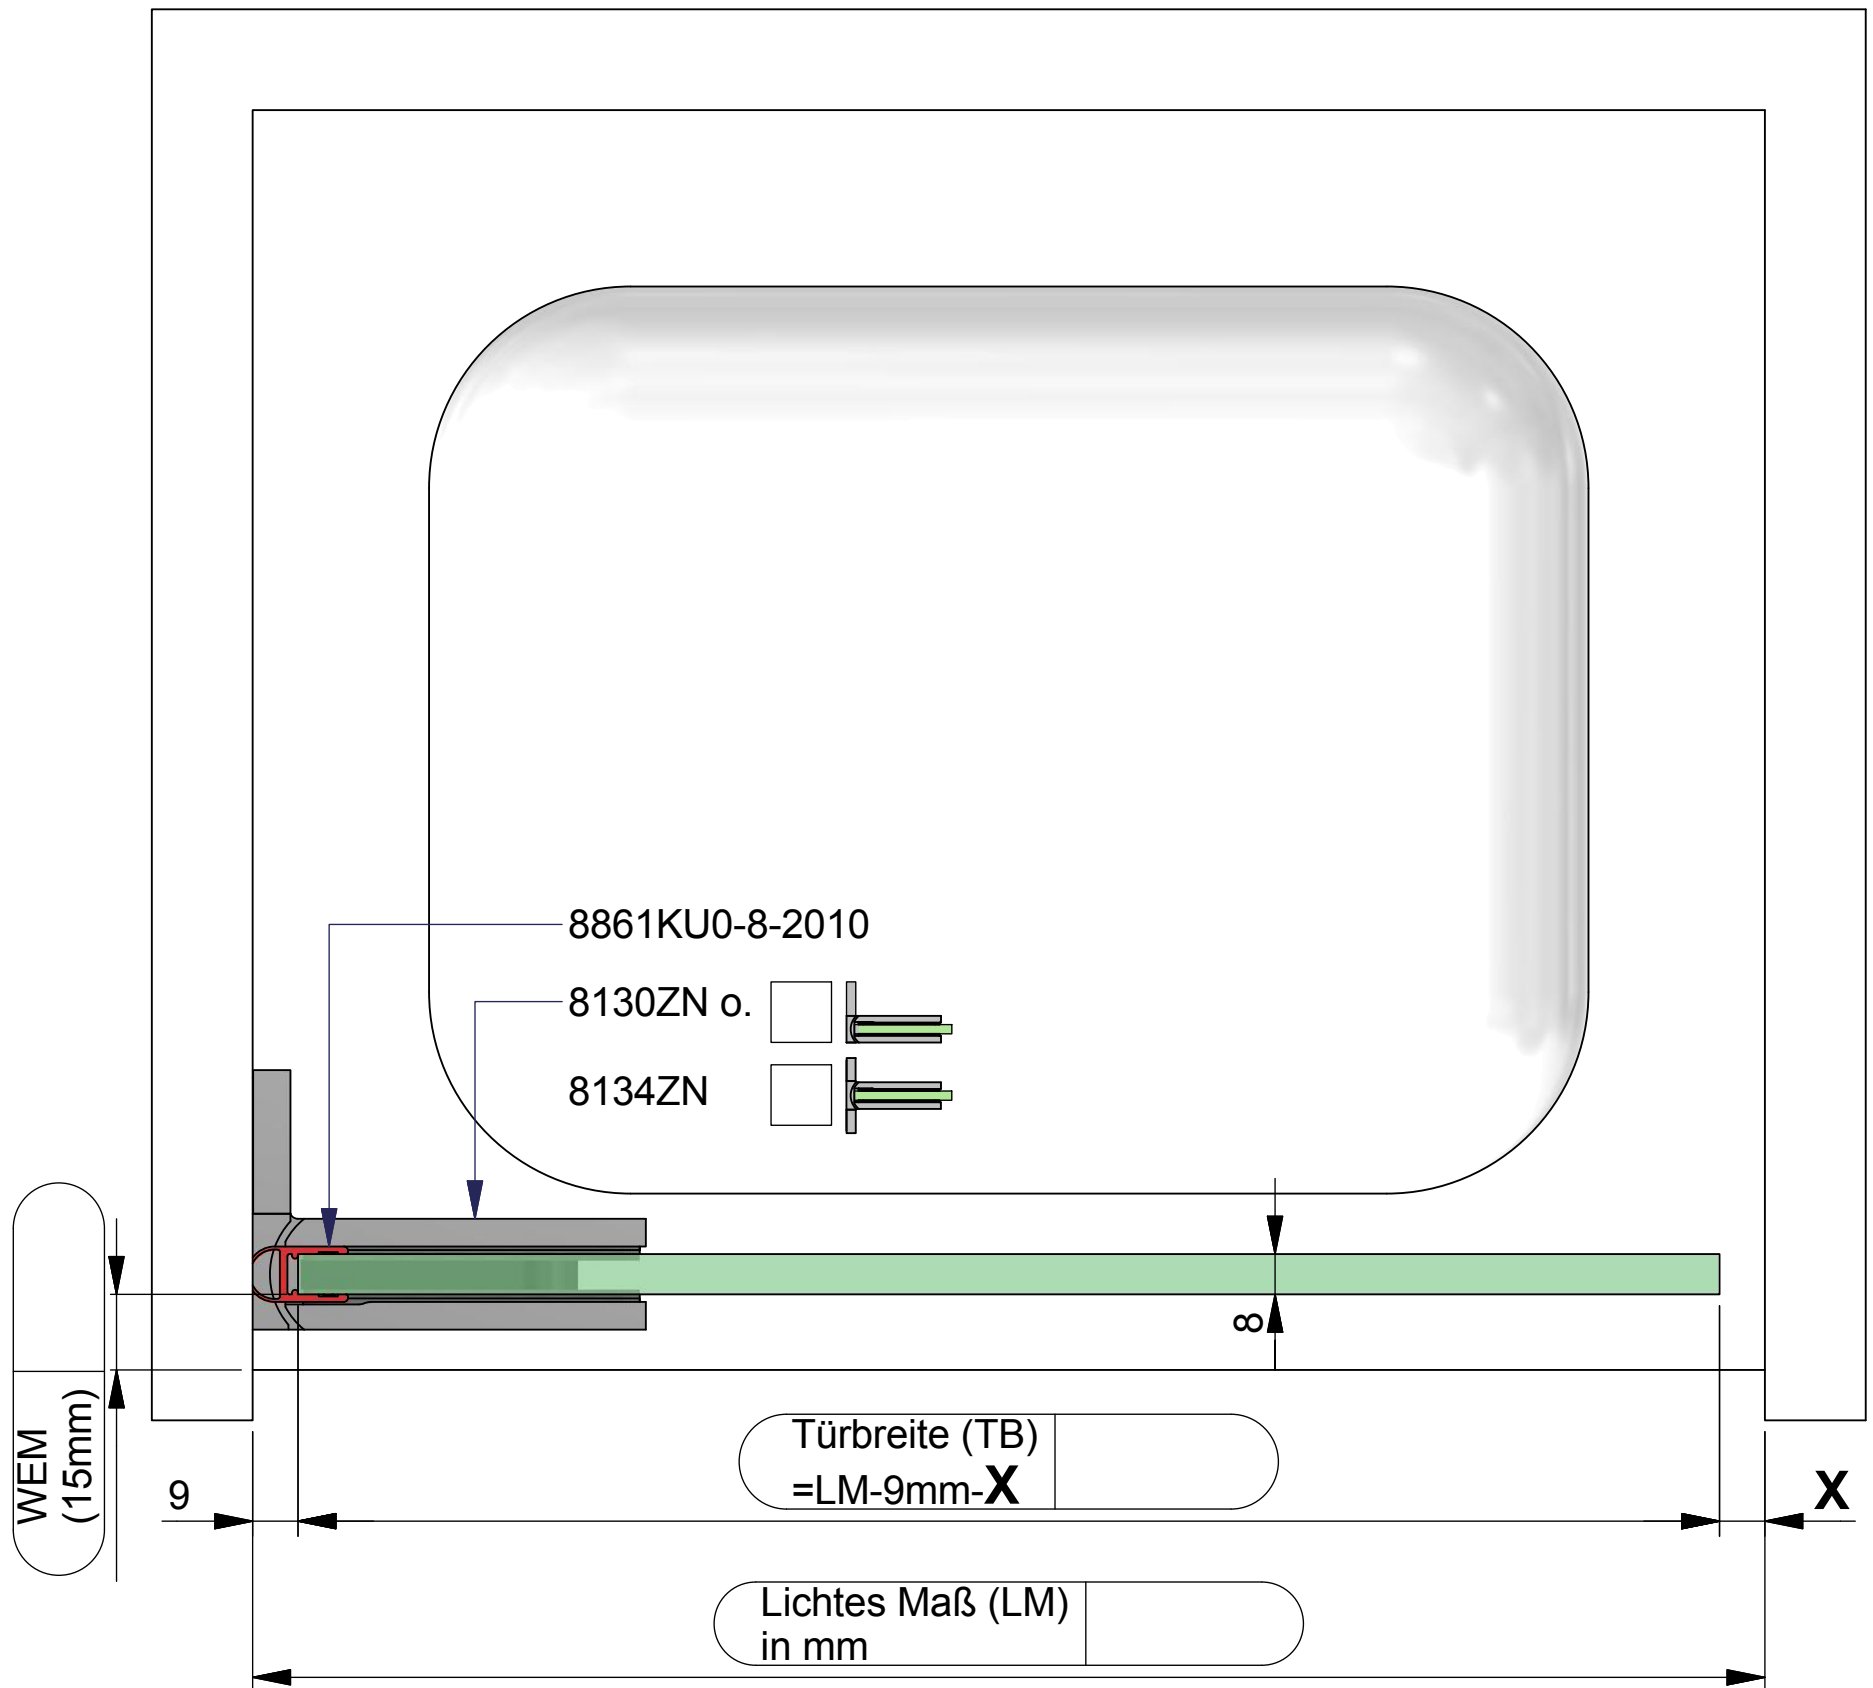 8861KU0-8-2010
8130ZN o.
8134ZN
8
WEM
(15mm)
9
Türbreite (TB)
=LM-9mm-X
X
Lichtes Maß (LM)
in mm